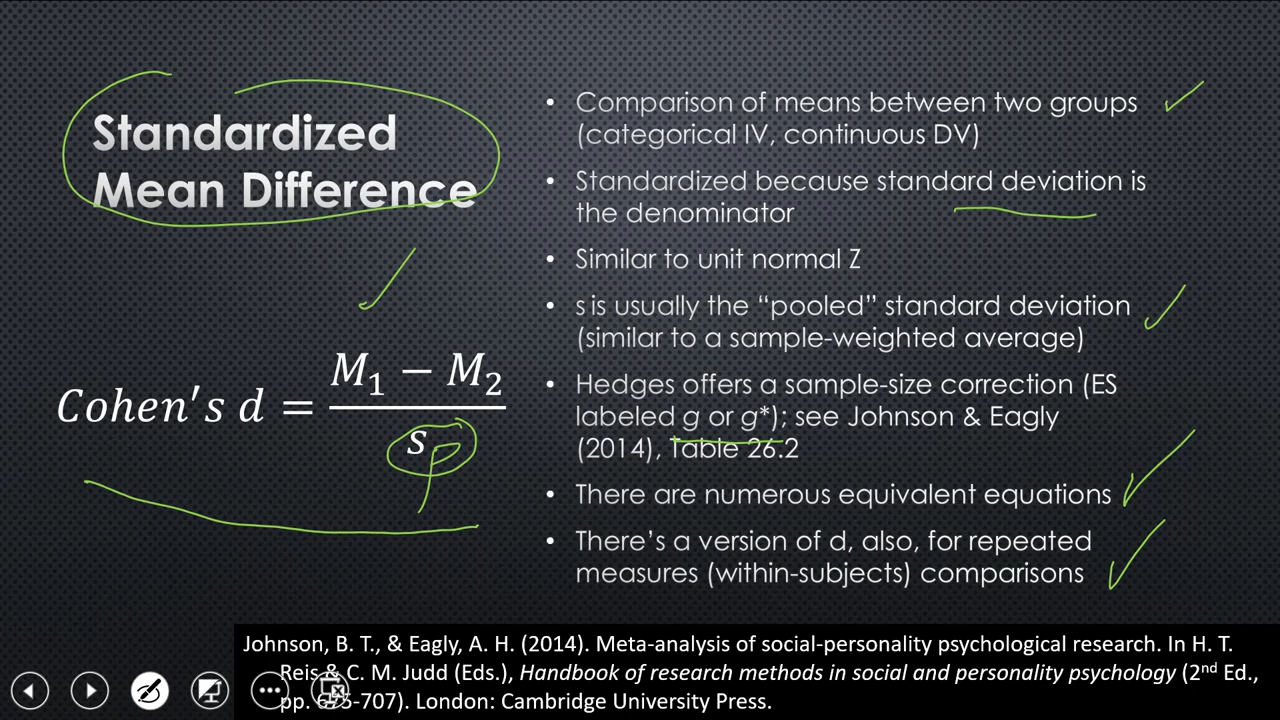 Standardized
Mean Difference
Cohen's d = M₁ − M₂ / s p
• Comparison of means between two groups
(categorical IV, continuous DV)
• Standardized because standard deviation is
the denominator
• Similar to unit normal Z
• s is usually the “pooled” standard deviation
(similar to a sample-weighted average)
• Hedges offers a sample-size correction (ES
labeled g or g*); see Johnson & Eagly
(2014), Table 26.2
• There are numerous equivalent equations
• There’s a version of d, also, for repeated
measures (within-subjects) comparisons
Johnson, B. T., & Eagly, A. H. (2014). Meta-analysis of social-personality psychological research. In H. T.
Reis & C. M. Judd (Eds.), Handbook of research methods in social and personality psychology (2nd Ed.,
pp. -707). London: Cambridge University Press.